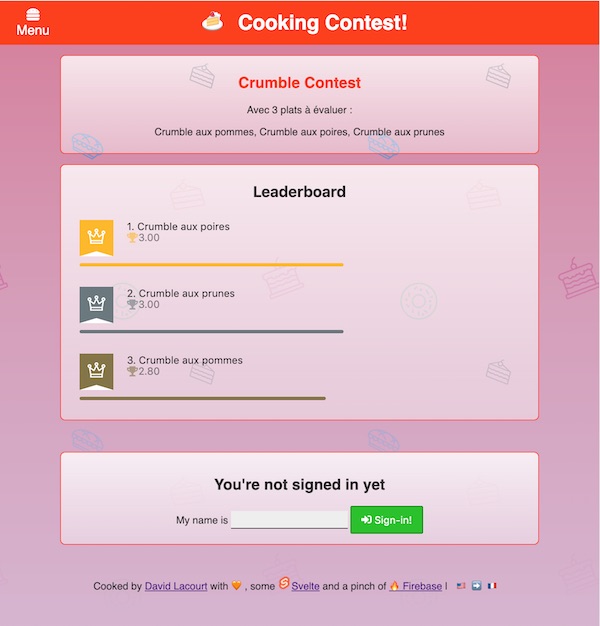 Menu
Cooking Contest!
Crumble Contest
Avec 3 plats à évaluer :
Crumble aux pommes, Crumble aux poires, Crumble aux prunes
Leaderboard
1. Crumble aux poires
3.00
2. Crumble aux prunes
3.00
3. Crumble aux pommes
2.80
You're not signed in yet
My name is
Sign-in!
Cooked by David Lacourt with , some Svelte and a pinch of Firebase |